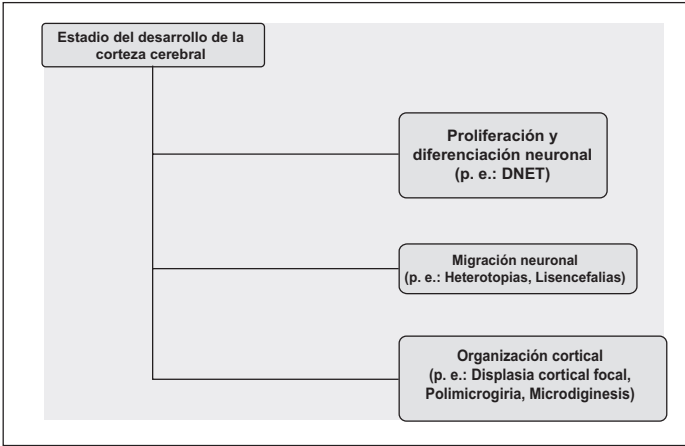 Estadio del desarrollo de la
corteza cerebral
Proliferación y
diferenciación neuronal
(p. e.: DNET)
Migración neuronal
(p. e.: Heterotopias, Lisencefalias)
Organización cortical
(p. e.: Displasia cortical focal,
Polimicrogiria, Microdiginesis)